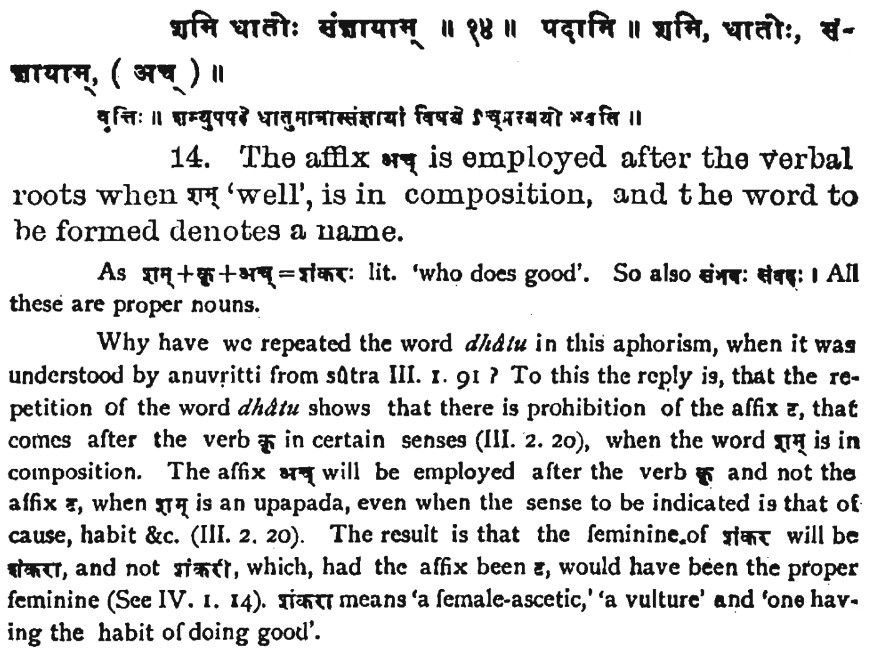 शमि धातोः संज्ञायाम् ॥ १४ ॥ पदानि ॥ शमि, धातोः, सं-
ज्ञायाम्, ( अच् ) ॥
वृत्तिः ॥ शम्युपपदे धातुमात्रात्संज्ञायां विषये ऽच्प्रत्ययो भवति ॥
14. The affix अच् is employed after the verbal
roots when शम् ‘well’, is in composition, and the word to
be formed denotes a name.
As शम्+कृ+अच्=शंकरः lit. ‘who does good’. So also संभवः संवदः । All
these are proper nouns.
Why have we repeated the word dhâtu in this aphorism, when it was
understood by anuvṛitti from sûtra III. 1. 91 ? To this the reply is, that the re-
petition of the word dhâtu shows that there is prohibition of the affix ट, that
comes after the verb कृ in certain senses (III. 2. 20), when the word शम् is in
composition. The affix अच् will be employed after the verb कृ and not the
affix ट, when शम् is an upapada, even when the sense to be indicated is that of
cause, habit &c. (III. 2. 20). The result is that the feminine of शंकर will be
शंकरा, and not शंकरी, which, had the affix been ट, would have been the proper
feminine (See IV. 1. 14). शंकरा means ‘a female-ascetic,’ ‘a vulture’ and ‘one hav-
ing the habit of doing good’.